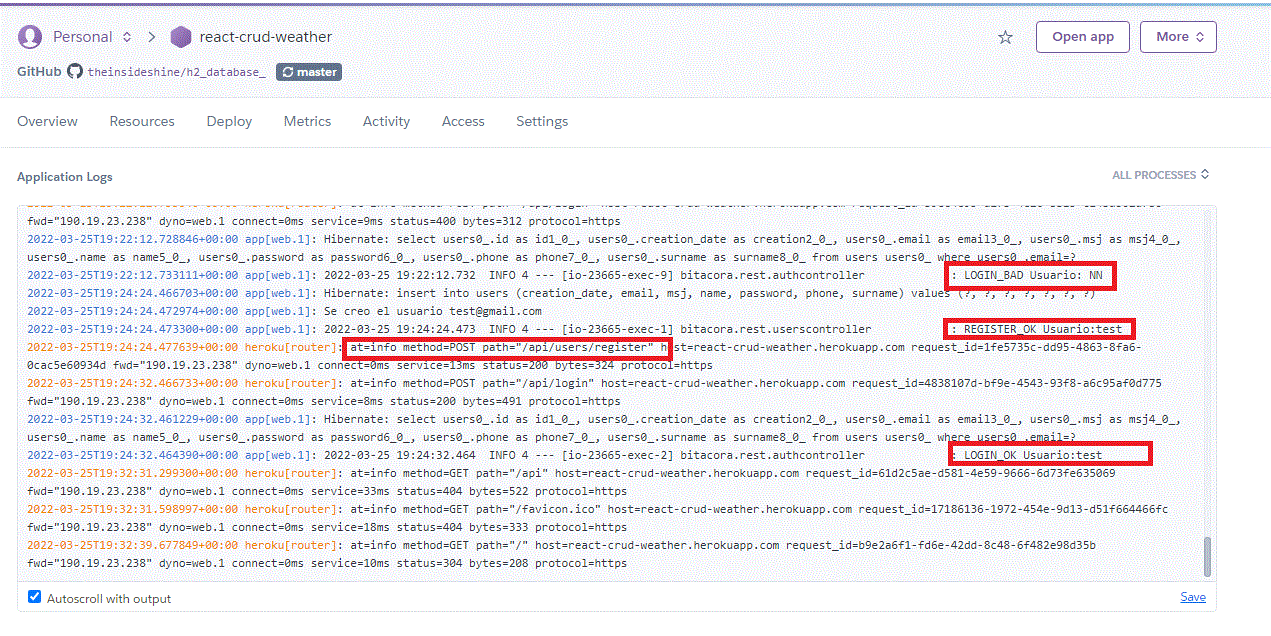 Personal > react-crud-weather
Open app
More
GitHub theinsideshine/h2_database_ master
Overview Resources Deploy Metrics Activity Access Settings
Application Logs
ALL PROCESSES
fwd="190.19.23.238" dyno=web.1 connect=0ms service=9ms status=400 bytes=312 protocol=https
2022-03-25T19:22:12.728846+00:00 app[web.1]: Hibernate: select users0_.id as id1_0_, users0_.creation_date as creation2_0_, users0_.email as email3_0_, users0_.msj as msj4_0_,
users0_.name as name5_0_, users0_.password as password6_0_, users0_.phone as phone7_0_, users0_.surname as surname8_0_ from users users0_ where users0_.email=?
2022-03-25T19:22:12.733111+00:00 app[web.1]: 2022-03-25 19:22:12.732 INFO 4 --- [io-23665-exec-9] bitacora.rest.authcontroller : LOGIN_BAD Usuario: NN
2022-03-25T19:24:24.466703+00:00 app[web.1]: Hibernate: insert into users (creation_date, email, msj, name, password, phone, surname) values (?, ?, ?, ?, ?, ?, ?)
2022-03-25T19:24:24.472974+00:00 app[web.1]: Se creo el usuario test@gmail.com
2022-03-25T19:24:24.473300+00:00 app[web.1]: 2022-03-25 19:24:24.473 INFO 4 --- [io-23665-exec-1] bitacora.rest.userscontroller : REGISTER_OK Usuario:test
2022-03-25T19:24:24.477639+00:00 heroku[router]: at=info method=POST path="/api/users/register" host=react-crud-weather.herokuapp.com request_id=1fe5735c-dd95-4863-8fa6-
0cac5e60934d fwd="190.19.23.238" dyno=web.1 connect=0ms service=13ms status=200 bytes=324 protocol=https
2022-03-25T19:24:32.466733+00:00 heroku[router]: at=info method=POST path="/api/login" host=react-crud-weather.herokuapp.com request_id=4838107d-bf9e-4543-93f8-a6c95af0d775
fwd="190.19.23.238" dyno=web.1 connect=0ms service=8ms status=200 bytes=491 protocol=https
2022-03-25T19:24:32.461229+00:00 app[web.1]: Hibernate: select users0_.id as id1_0_, users0_.creation_date as creation2_0_, users0_.email as email3_0_, users0_.msj as msj4_0_,
users0_.name as name5_0_, users0_.password as password6_0_, users0_.phone as phone7_0_, users0_.surname as surname8_0_ from users users0_ where users0_.email=?
2022-03-25T19:24:32.464390+00:00 app[web.1]: 2022-03-25 19:24:32.464 INFO 4 --- [io-23665-exec-2] bitacora.rest.authcontroller : LOGIN_OK Usuario:test
2022-03-25T19:32:31.299300+00:00 heroku[router]: at=info method=GET path="/api" host=react-crud-weather.herokuapp.com request_id=61d2c5ae-d581-4e59-9666-6d73fe635069
fwd="190.19.23.238" dyno=web.1 connect=0ms service=33ms status=404 bytes=522 protocol=https
2022-03-25T19:32:31.598997+00:00 heroku[router]: at=info method=GET path="/favicon.ico" host=react-crud-weather.herokuapp.com request_id=17186136-1972-454e-9d13-d51f664466fc
fwd="190.19.23.238" dyno=web.1 connect=0ms service=18ms status=404 bytes=333 protocol=https
2022-03-25T19:32:39.677849+00:00 heroku[router]: at=info method=GET path="/" host=react-crud-weather.herokuapp.com request_id=b9e2a6f1-fd6e-42dd-8c48-6f482e98d35b
fwd="190.19.23.238" dyno=web.1 connect=0ms service=10ms status=304 bytes=208 protocol=https
Autoscroll with output
Save